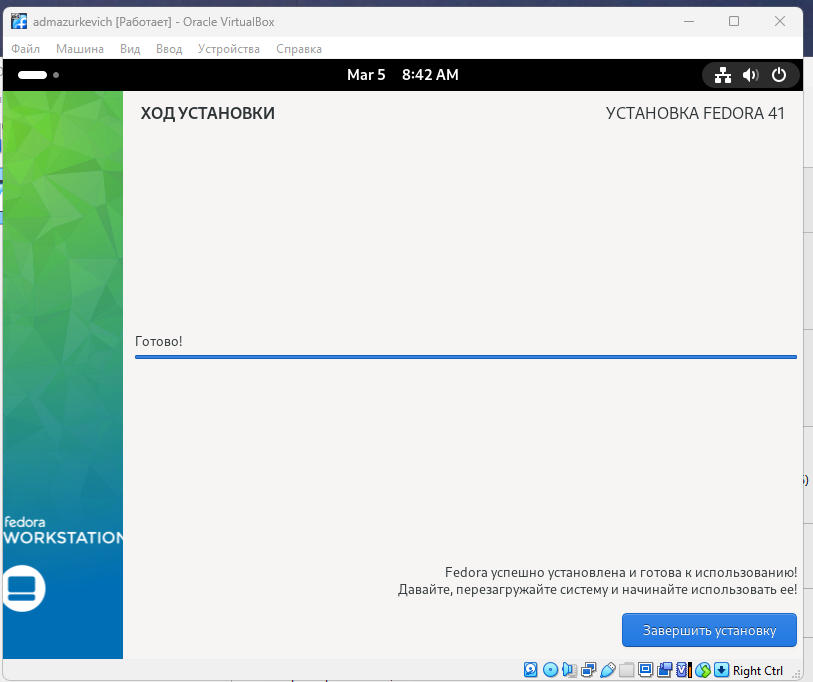 admazurkevich [Работает] - Oracle VirtualBox
Файл Машина Вид Ввод Устройства Справка
Mar 5 8:42 AM
ХОД УСТАНОВКИ
УСТАНОВКА FEDORA 41
Готово!
fedora
WORKSTATION
Fedora успешно установлена и готова к использованию!
Давайте, перезагружайте систему и начинайте использовать ее!
Завершить установку
Right Ctrl